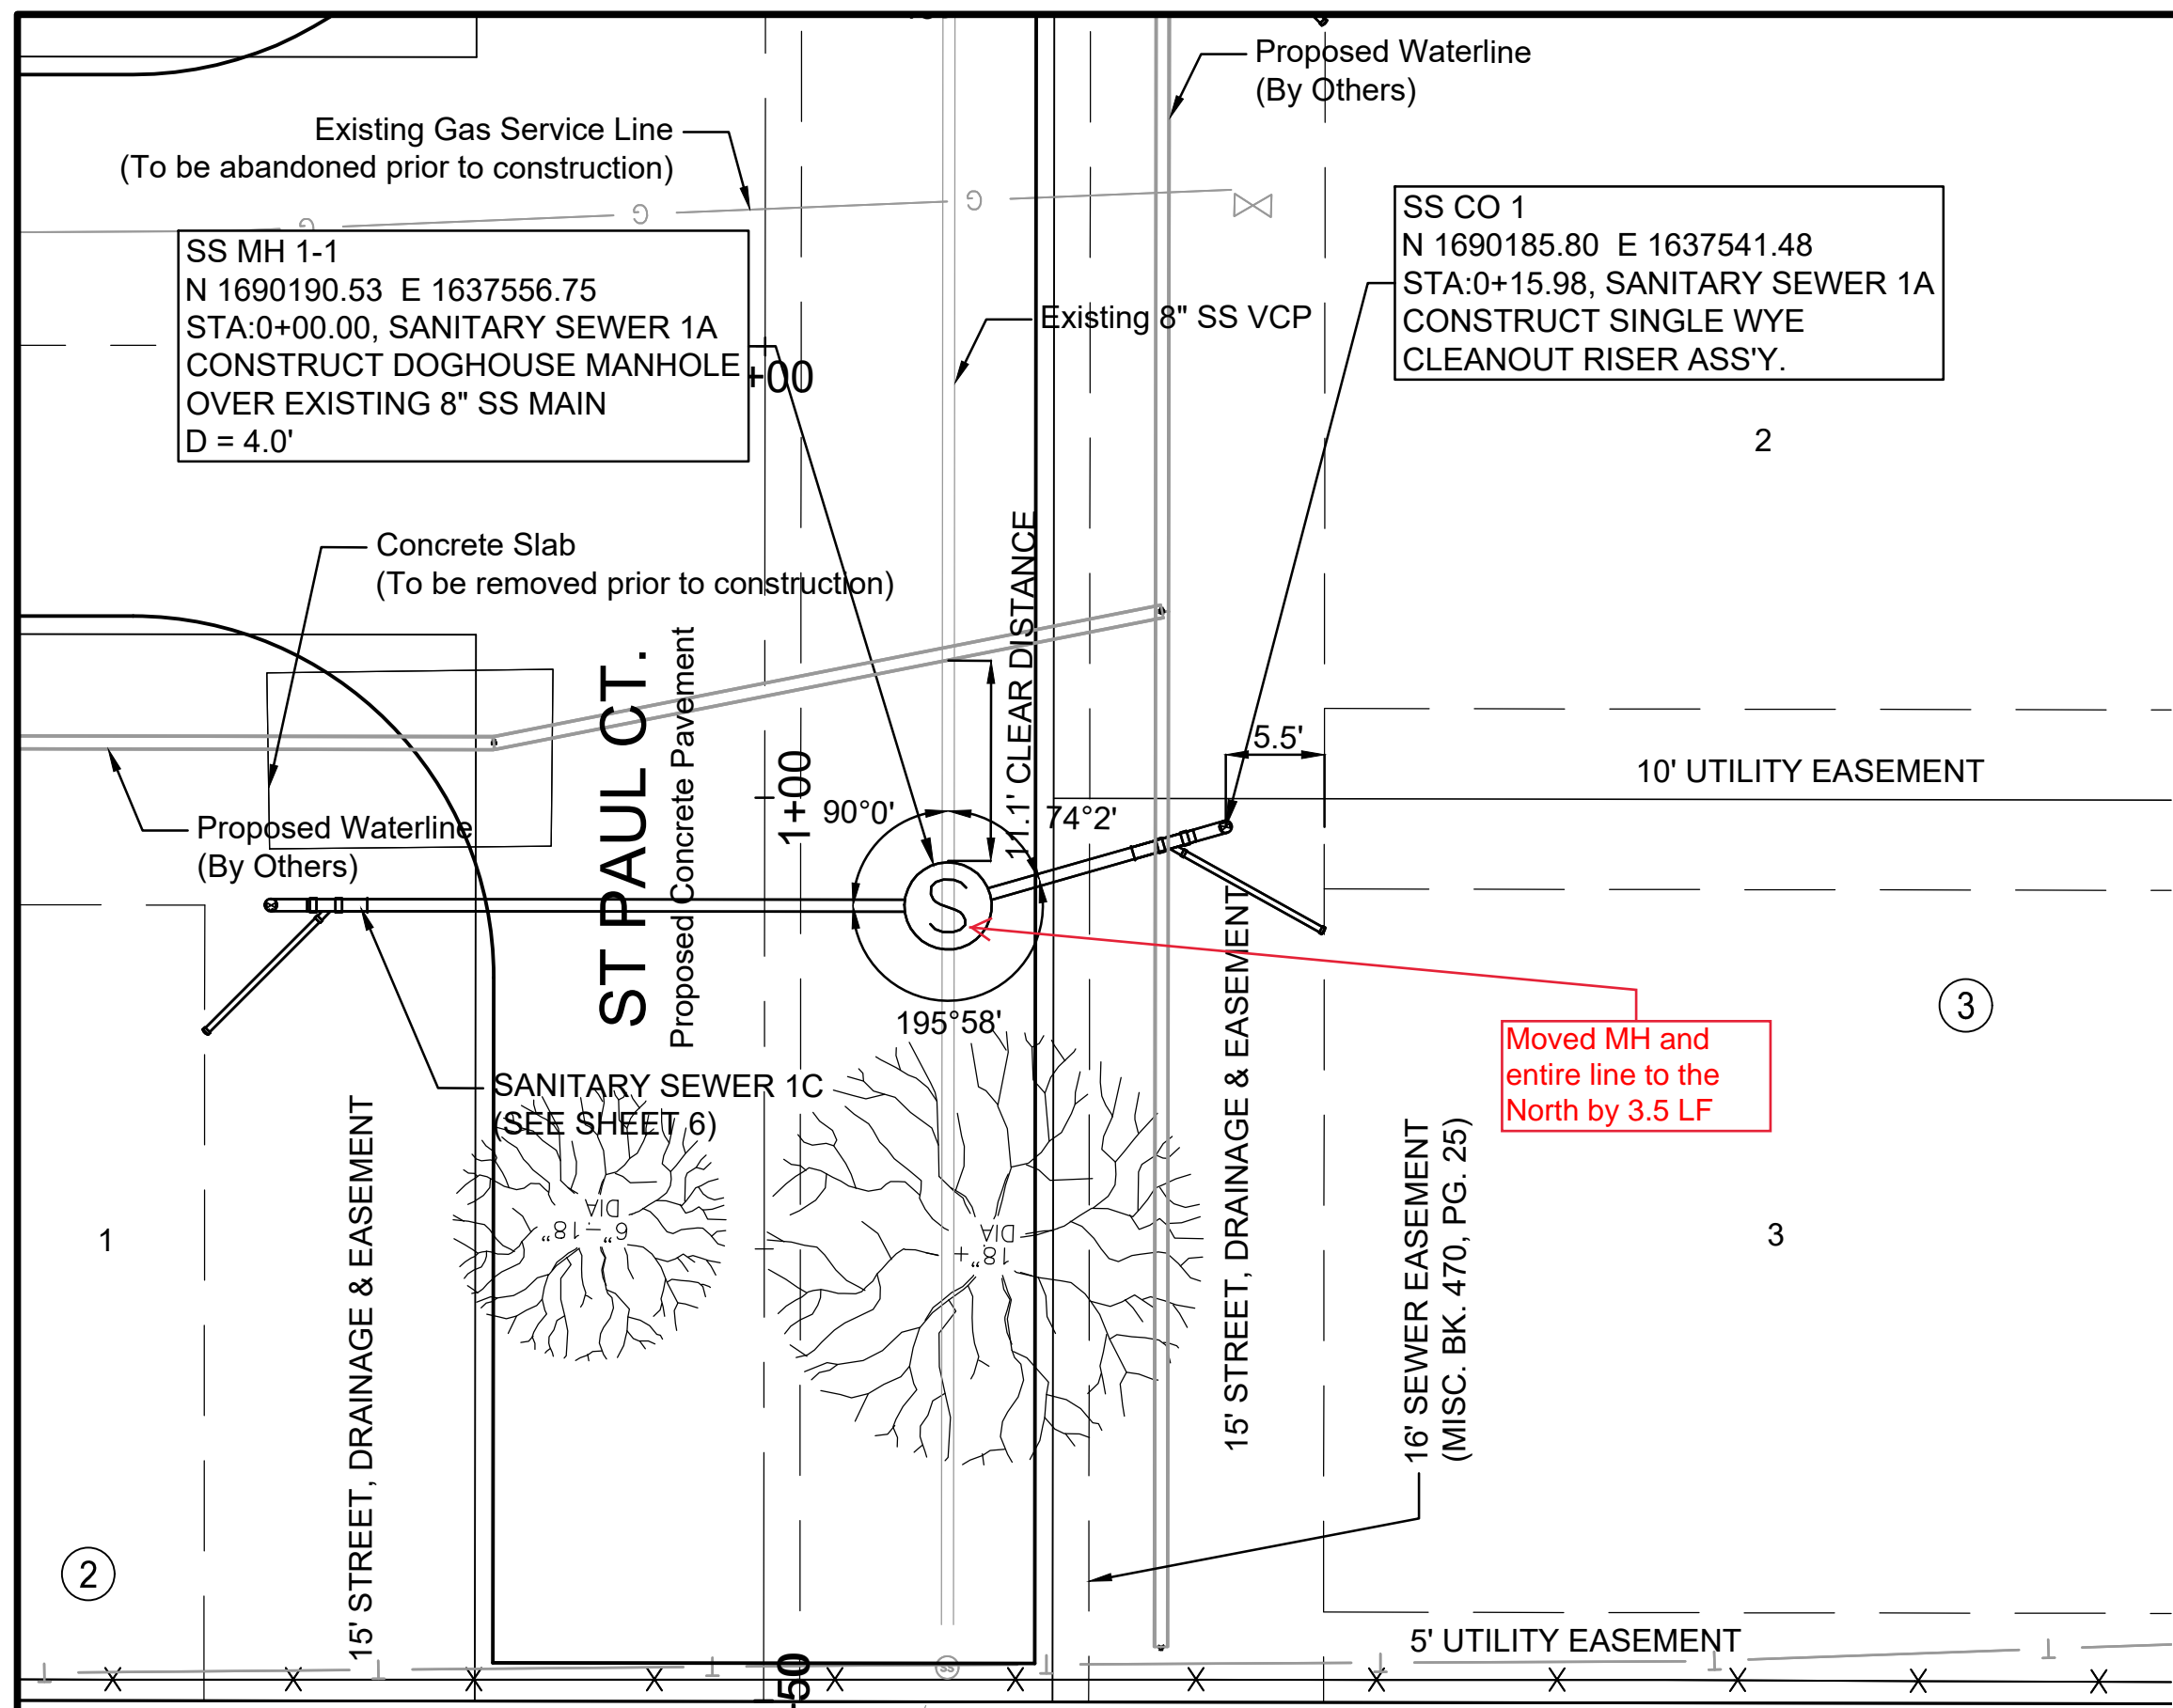 Proposed Waterline
(By Others)
Existing Gas Service Line
(To be abandoned prior to construction)
G
G
G
SS MH 1-1
N 1690190.53 E 1637556.75
STA:0+00.00, SANITARY SEWER 1A
CONSTRUCT DOGHOUSE MANHOLE
OVER EXISTING 8" SS MAIN
D = 4.0'
+00
SS CO 1
N 1690185.80 E 1637541.48
STA:0+15.98, SANITARY SEWER 1A
CONSTRUCT SINGLE WYE
CLEANOUT RISER ASS'Y.
Existing 8" SS VCP
2
Concrete Slab
(To be removed prior to construction)
11.1' CLEAR DISTANCE
ST PAUL CT.
Proposed Concrete Pavement
1+00
5.5'
10' UTILITY EASEMENT
90°0'
74°2'
Proposed Waterline
(By Others)
S
195°58'
3
Moved MH and
entire line to the
North by 3.5 LF
SANITARY SEWER 1C
(SEE SHEET 6)
15' STREET, DRAINAGE & EASEMENT
15' STREET, DRAINAGE & EASEMENT
16' SEWER EASEMENT
(MISC. BK. 470, PG. 25)
6"-18"
DIA
18"+
DIA
1
3
2
5' UTILITY EASEMENT
SS
50